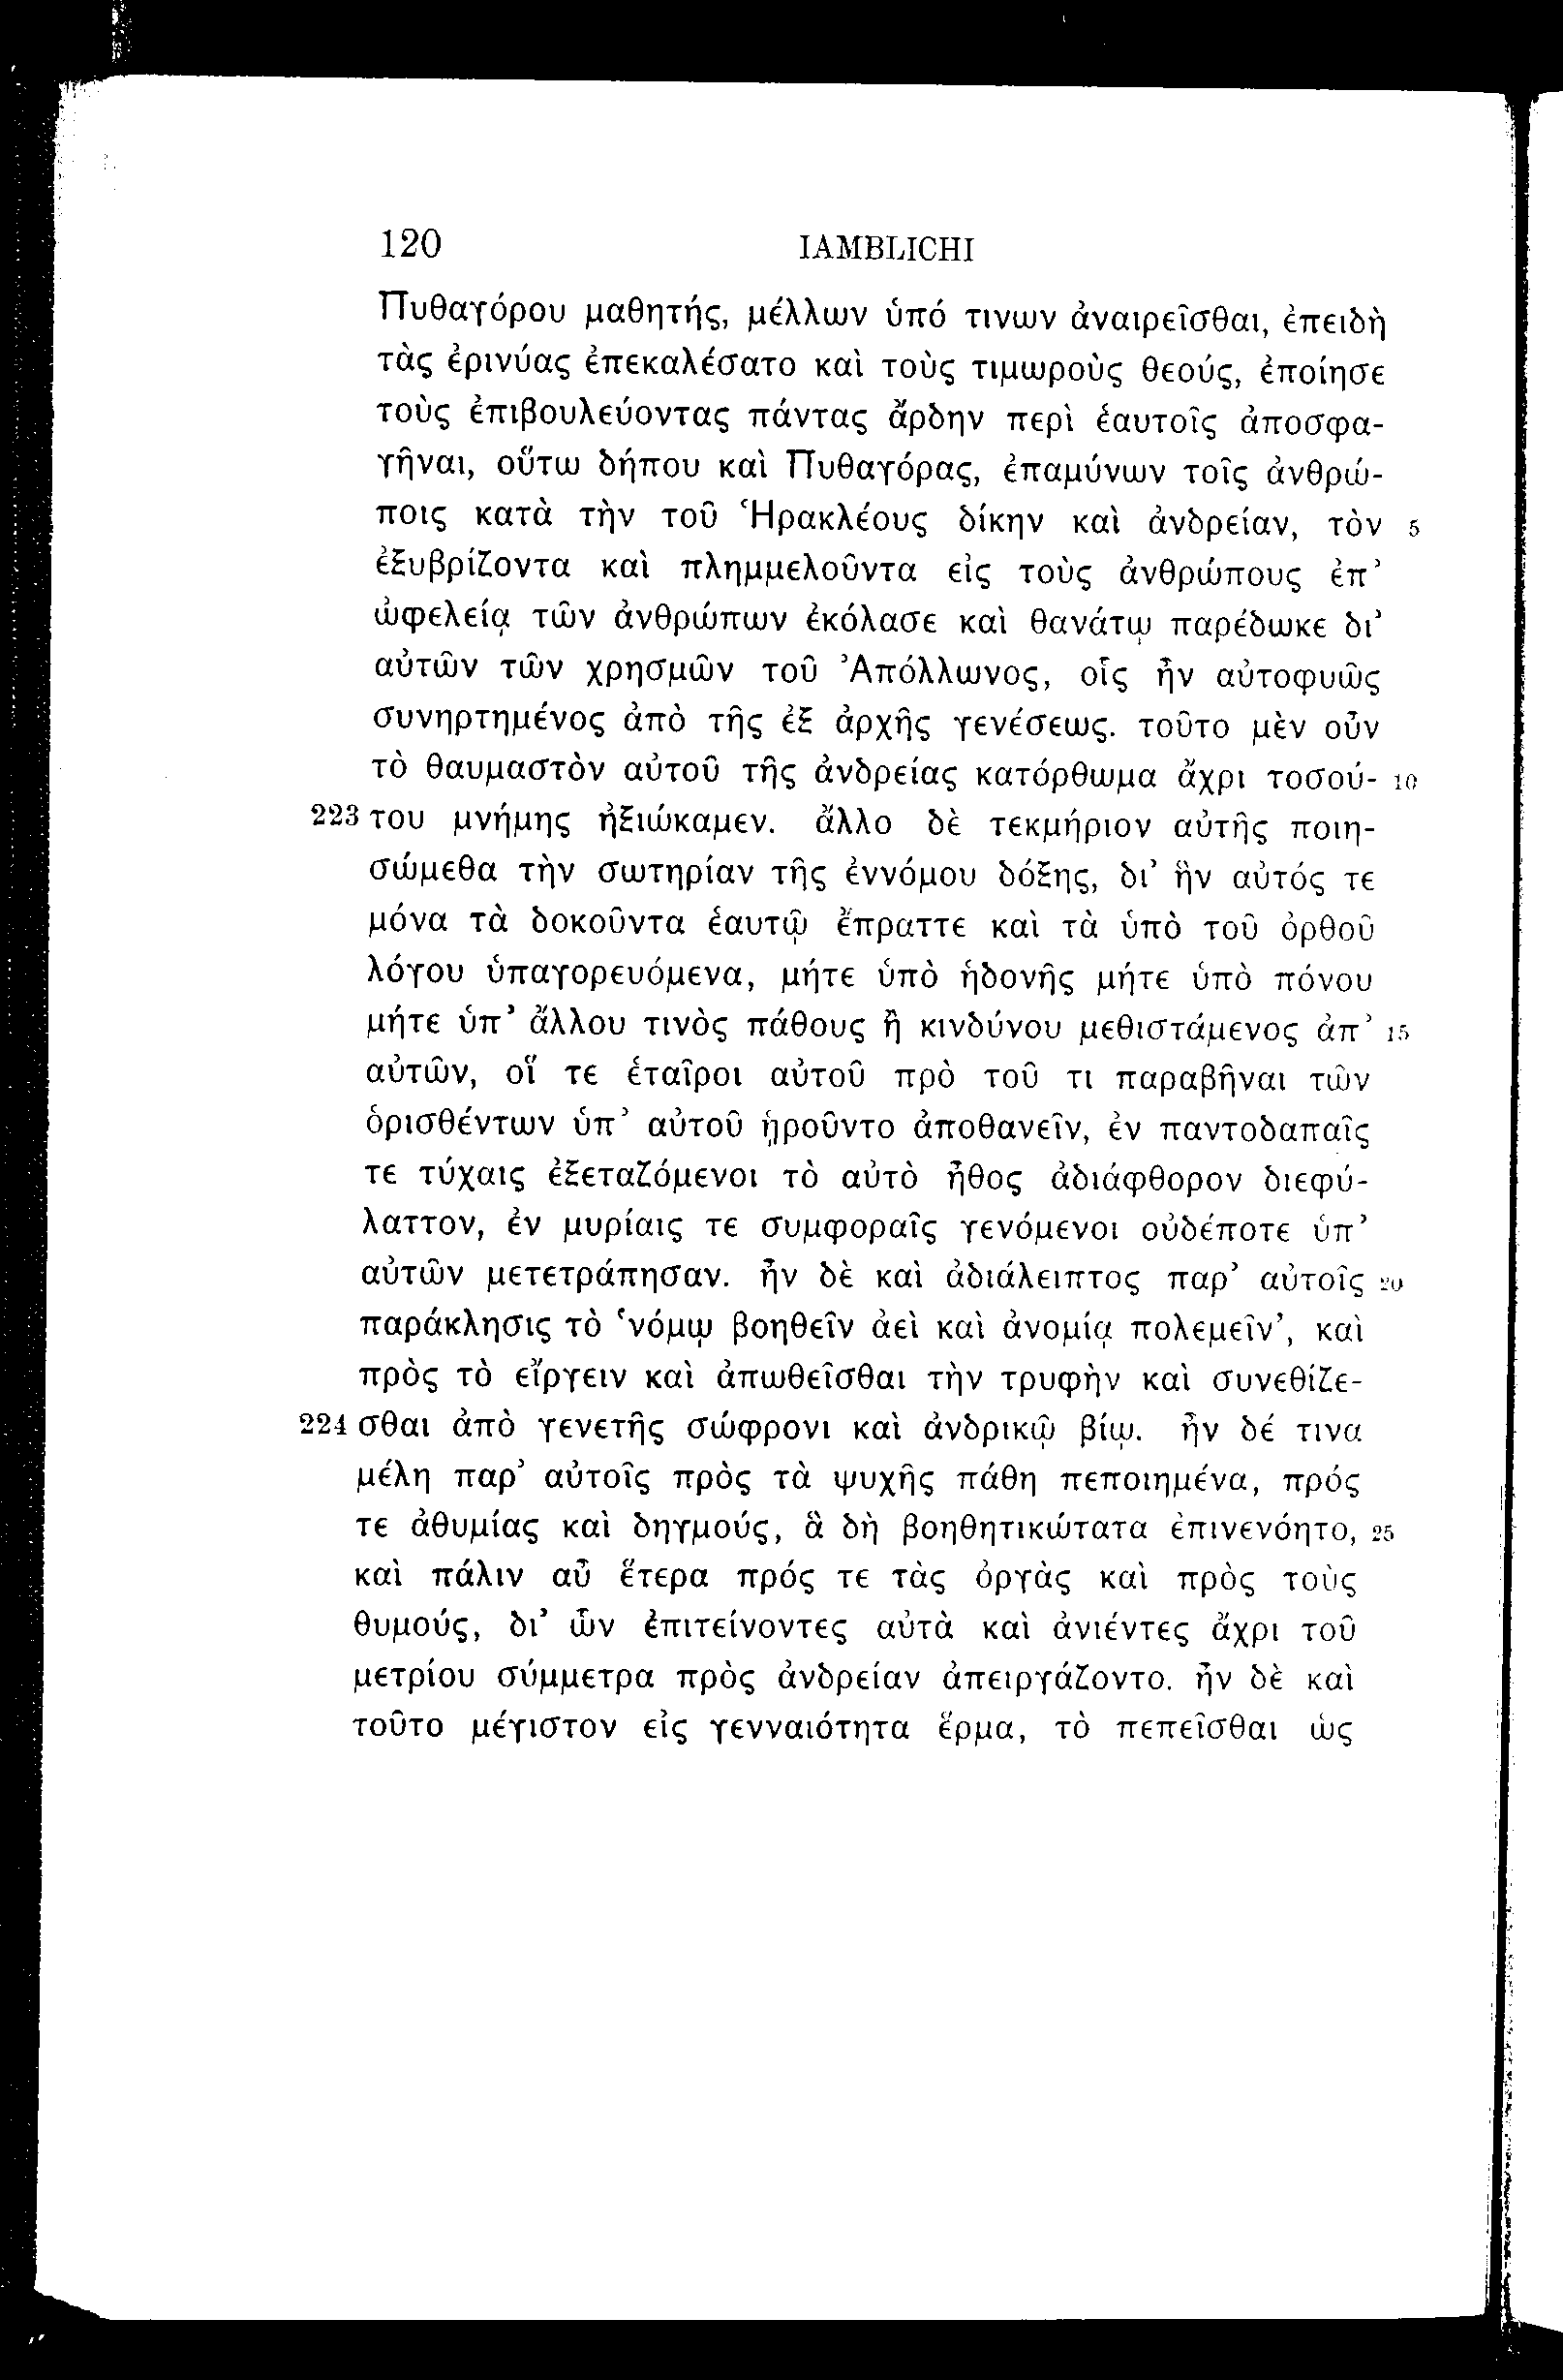 120 IAMBLICHI
Πυθαγόρου μαθητής, μέλλων ὑπό τινων ἀναιρεῖσθαι, ἐπειδὴ
τὰς ἐρινύας ἐπεκαλέσατο καὶ τοὺς τιμωροὺς θεούς, ἐποίησε
τοὺς ἐπιβουλεύοντας πάντας ἄρδην περὶ ἑαυτοῖς ἀποσφα-
γῆναι, οὕτω δήπου καὶ Πυθαγόρας, ἐπαμύνων τοῖς ἀνθρώ-
ποις κατὰ τὴν τοῦ Ἡρακλέους δίκην καὶ ἀνδρείαν, τὸν 5
ἐξυβρίζοντα καὶ πλημμελοῦντα εἰς τοὺς ἀνθρώπους ἐπ’
ὠφελείᾳ τῶν ἀνθρώπων ἐκόλασε καὶ θανάτῳ παρέδωκε δι’
αὐτῶν τῶν χρησμῶν τοῦ Ἀπόλλωνος, οἷς ἦν αὐτοφυῶς
συνηρτημένος ἀπὸ τῆς ἐξ ἀρχῆς γενέσεως. τοῦτο μὲν οὖν
τὸ θαυμαστὸν αὐτοῦ τῆς ἀνδρείας κατόρθωμα ἄχρι τοσού- 10
223 του μνήμης ἠξιώκαμεν. ἄλλο δὲ τεκμήριον αὐτῆς ποιη-
σώμεθα τὴν σωτηρίαν τῆς ἐννόμου δόξης, δι’ ἣν αὐτός τε
μόνα τὰ δοκοῦντα ἑαυτῷ ἔπραττε καὶ τὰ ὑπὸ τοῦ ὀρθοῦ
λόγου ὑπαγορευόμενα, μήτε ὑπὸ ἡδονῆς μήτε ὑπὸ πόνου
μήτε ὑπ’ ἄλλου τινὸς πάθους ἢ κινδύνου μεθιστάμενος ἀπ’ 15
αὐτῶν, οἵ τε ἑταῖροι αὐτοῦ πρὸ τοῦ τι παραβῆναι τῶν
ὁρισθέντων ὑπ’ αὐτοῦ ᾑροῦντο ἀποθανεῖν, ἐν παντοδαπαῖς
τε τύχαις ἐξεταζόμενοι τὸ αὐτὸ ἦθος ἀδιάφθορον διεφύ-
λαττον, ἐν μυρίαις τε συμφοραῖς γενόμενοι οὐδέποτε ὑπ’
αὐτῶν μετετράπησαν. ἦν δὲ καὶ ἀδιάλειπτος παρ’ αὐτοῖς 20
παράκλησις τὸ ‘νόμῳ βοηθεῖν ἀεὶ καὶ ἀνομίᾳ πολεμεῖν’, καὶ
πρὸς τὸ εἴργειν καὶ ἀπωθεῖσθαι τὴν τρυφὴν καὶ συνεθίζε-
224 σθαι ἀπὸ γενετῆς σώφρονι καὶ ἀνδρικῷ βίῳ. ἦν δέ τινα
μέλη παρ’ αὐτοῖς πρὸς τὰ ψυχῆς πάθη πεποιημένα, πρός
τε ἀθυμίας καὶ δηγμούς, ἃ δὴ βοηθητικώτατα ἐπινενόητο, 25
καὶ πάλιν αὖ ἕτερα πρός τε τὰς ὀργὰς καὶ πρὸς τοὺς
θυμούς, δι’ ὧν ἐπιτείνοντες αὐτὰ καὶ ἀνιέντες ἄχρι τοῦ
μετρίου σύμμετρα πρὸς ἀνδρείαν ἀπειργάζοντο. ἦν δὲ καὶ
τοῦτο μέγιστον εἰς γενναιότητα ἕρμα, τὸ πεπεῖσθαι ὡς